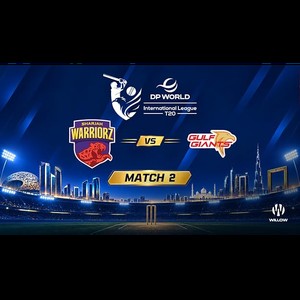 DP WORLD
International League
T20
SHARJAH
WARRIORZ
VS
GULF
GIANTS
MATCH 2
WILLOW